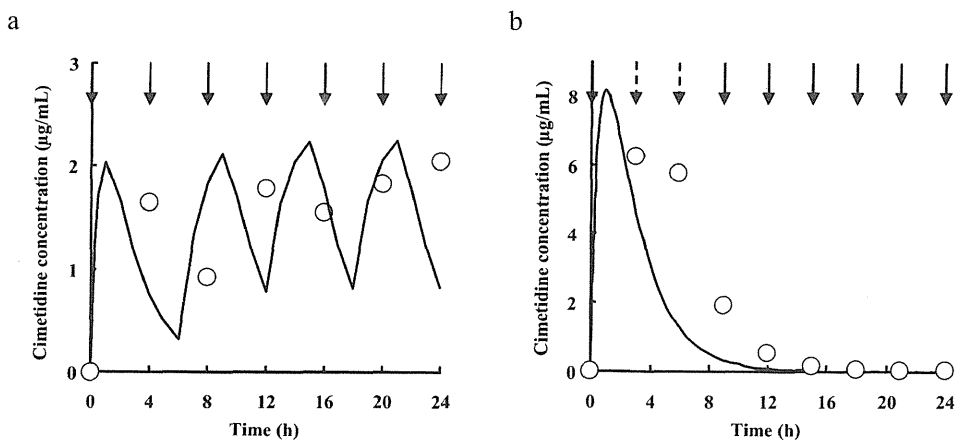 a
3
2
1
0
Cimetidine concentration (µg/mL)
0 4 8 12 16 20 24
Time (h)
b
8
6
4
2
0
Cimetidine concentration (µg/mL)
0 4 8 12 16 20 24
Time (h)